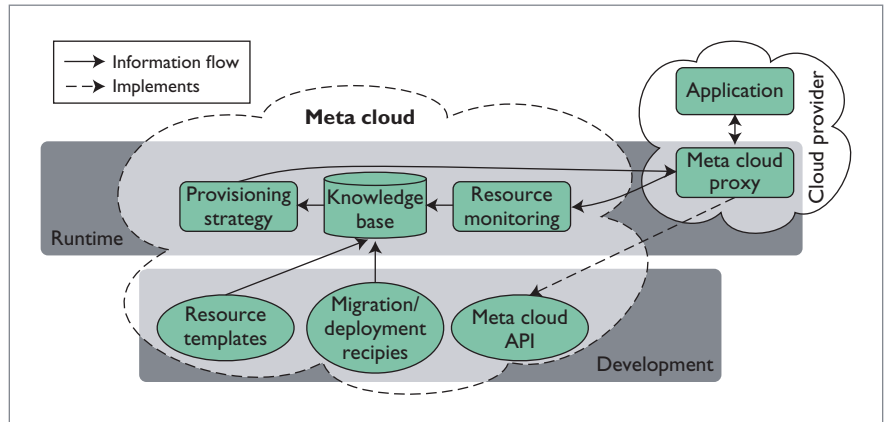 Information flow
Implements
Meta cloud
Application
Cloud provider
Meta cloud
proxy
Provisioning
strategy
Knowledge
base
Resource
monitoring
Runtime
Resource
templates
Migration/
deployment
recipies
Meta cloud
API
Development